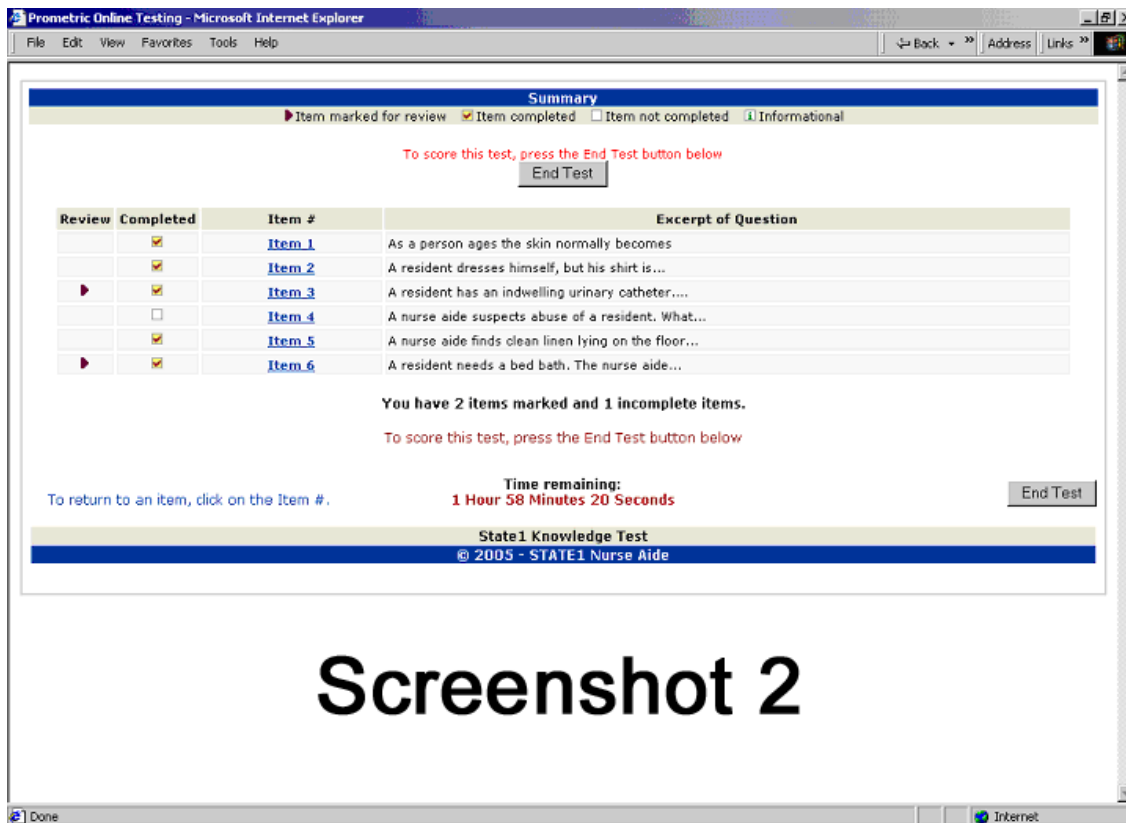 Prometric Online Testing - Microsoft Internet Explorer
File Edit View Favorites Tools Help Back » Address Links »
Summary
Item marked for review Item completed Item not completed Informational
To score this test, press the End Test button below
End Test
Review Completed Item # Excerpt of Question
Item 1 As a person ages the skin normally becomes
Item 2 A resident dresses himself, but his shirt is...
Item 3 A resident has an indwelling urinary catheter....
Item 4 A nurse aide suspects abuse of a resident. What...
Item 5 A nurse aide finds clean linen lying on the floor...
Item 6 A resident needs a bed bath. The nurse aide...
You have 2 items marked and 1 incomplete items.
To score this test, press the End Test button below
Time remaining:
To return to an item, click on the Item #. 1 Hour 58 Minutes 20 Seconds End Test
State1 Knowledge Test
© 2005 - STATE1 Nurse Aide
Screenshot 2
Done Internet